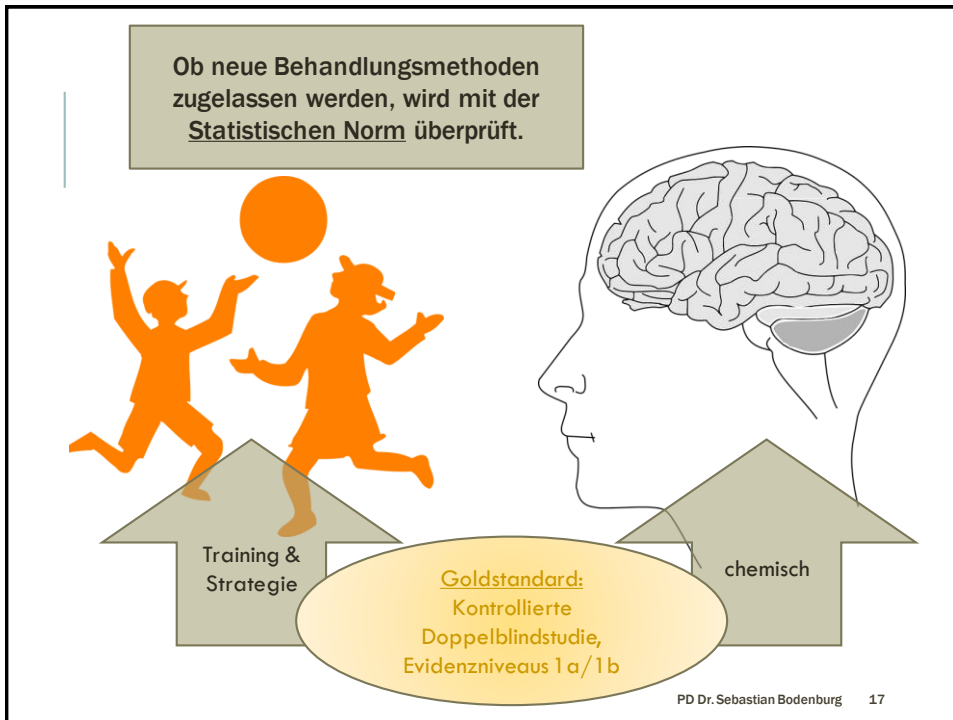 Ob neue Behandlungsmethoden
zugelassen werden, wird mit der
Statistischen Norm überprüft.
Training &
Strategie
chemisch
Goldstandard:
Kontrollierte
Doppelblindstudie,
Evidenzniveaus 1a/1b
PD Dr. Sebastian Bodenburg 17